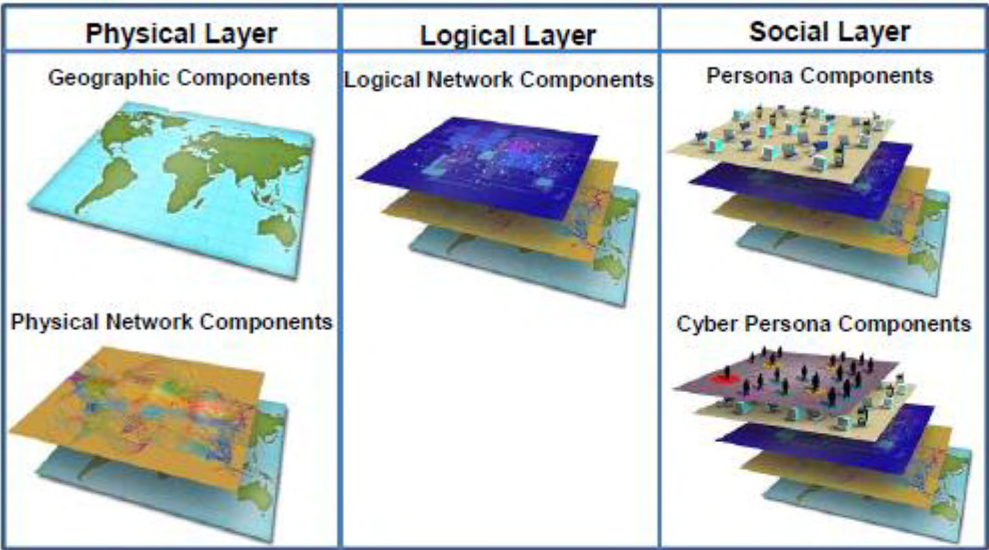 Physical Layer
Logical Layer
Social Layer
Geographic Components
Logical Network Components
Persona Components
Physical Network Components
Cyber Persona Components